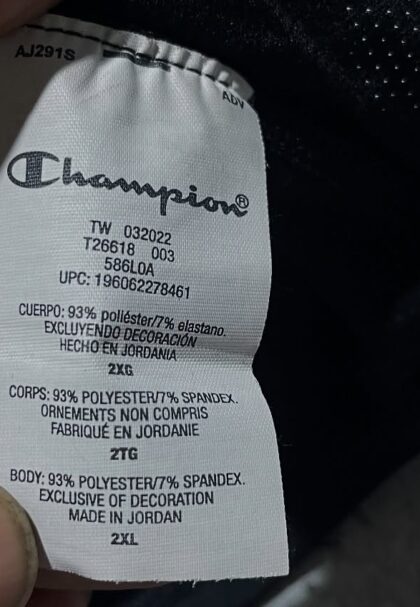 AJ291S
ADV
Champion®
TW 032022
T26618 003
586L0A
UPC: 196062278461
CUERPO: 93% poliéster/7% elastano.
EXCLUYENDO DECORACIÓN
HECHO EN JORDANIA
2XG
CORPS: 93% POLYESTER/7% SPANDEX.
ORNEMENTS NON COMPRIS
FABRIQUÉ EN JORDANIE
2TG
BODY: 93% POLYESTER/7% SPANDEX.
EXCLUSIVE OF DECORATION
MADE IN JORDAN
2XL